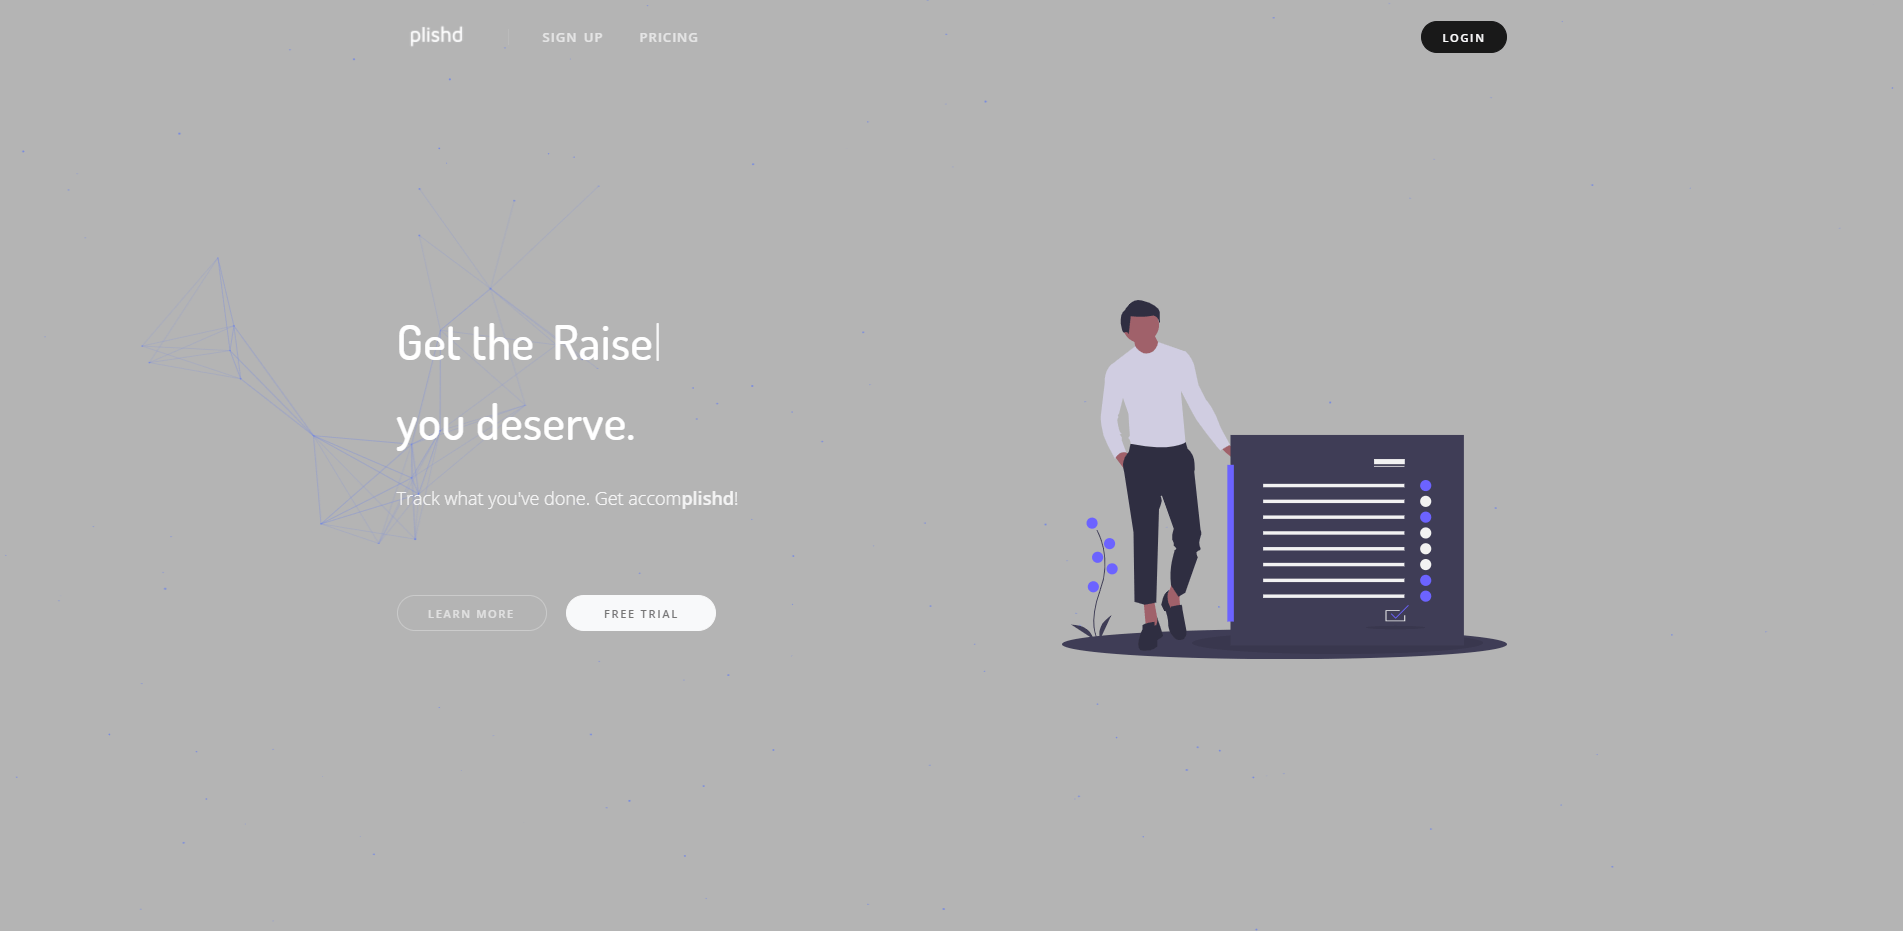 plishd
SIGN UP
PRICING
LOGIN
Get the Raise
you deserve.
Track what you've done. Get accomplishd!
LEARN MORE
FREE TRIAL